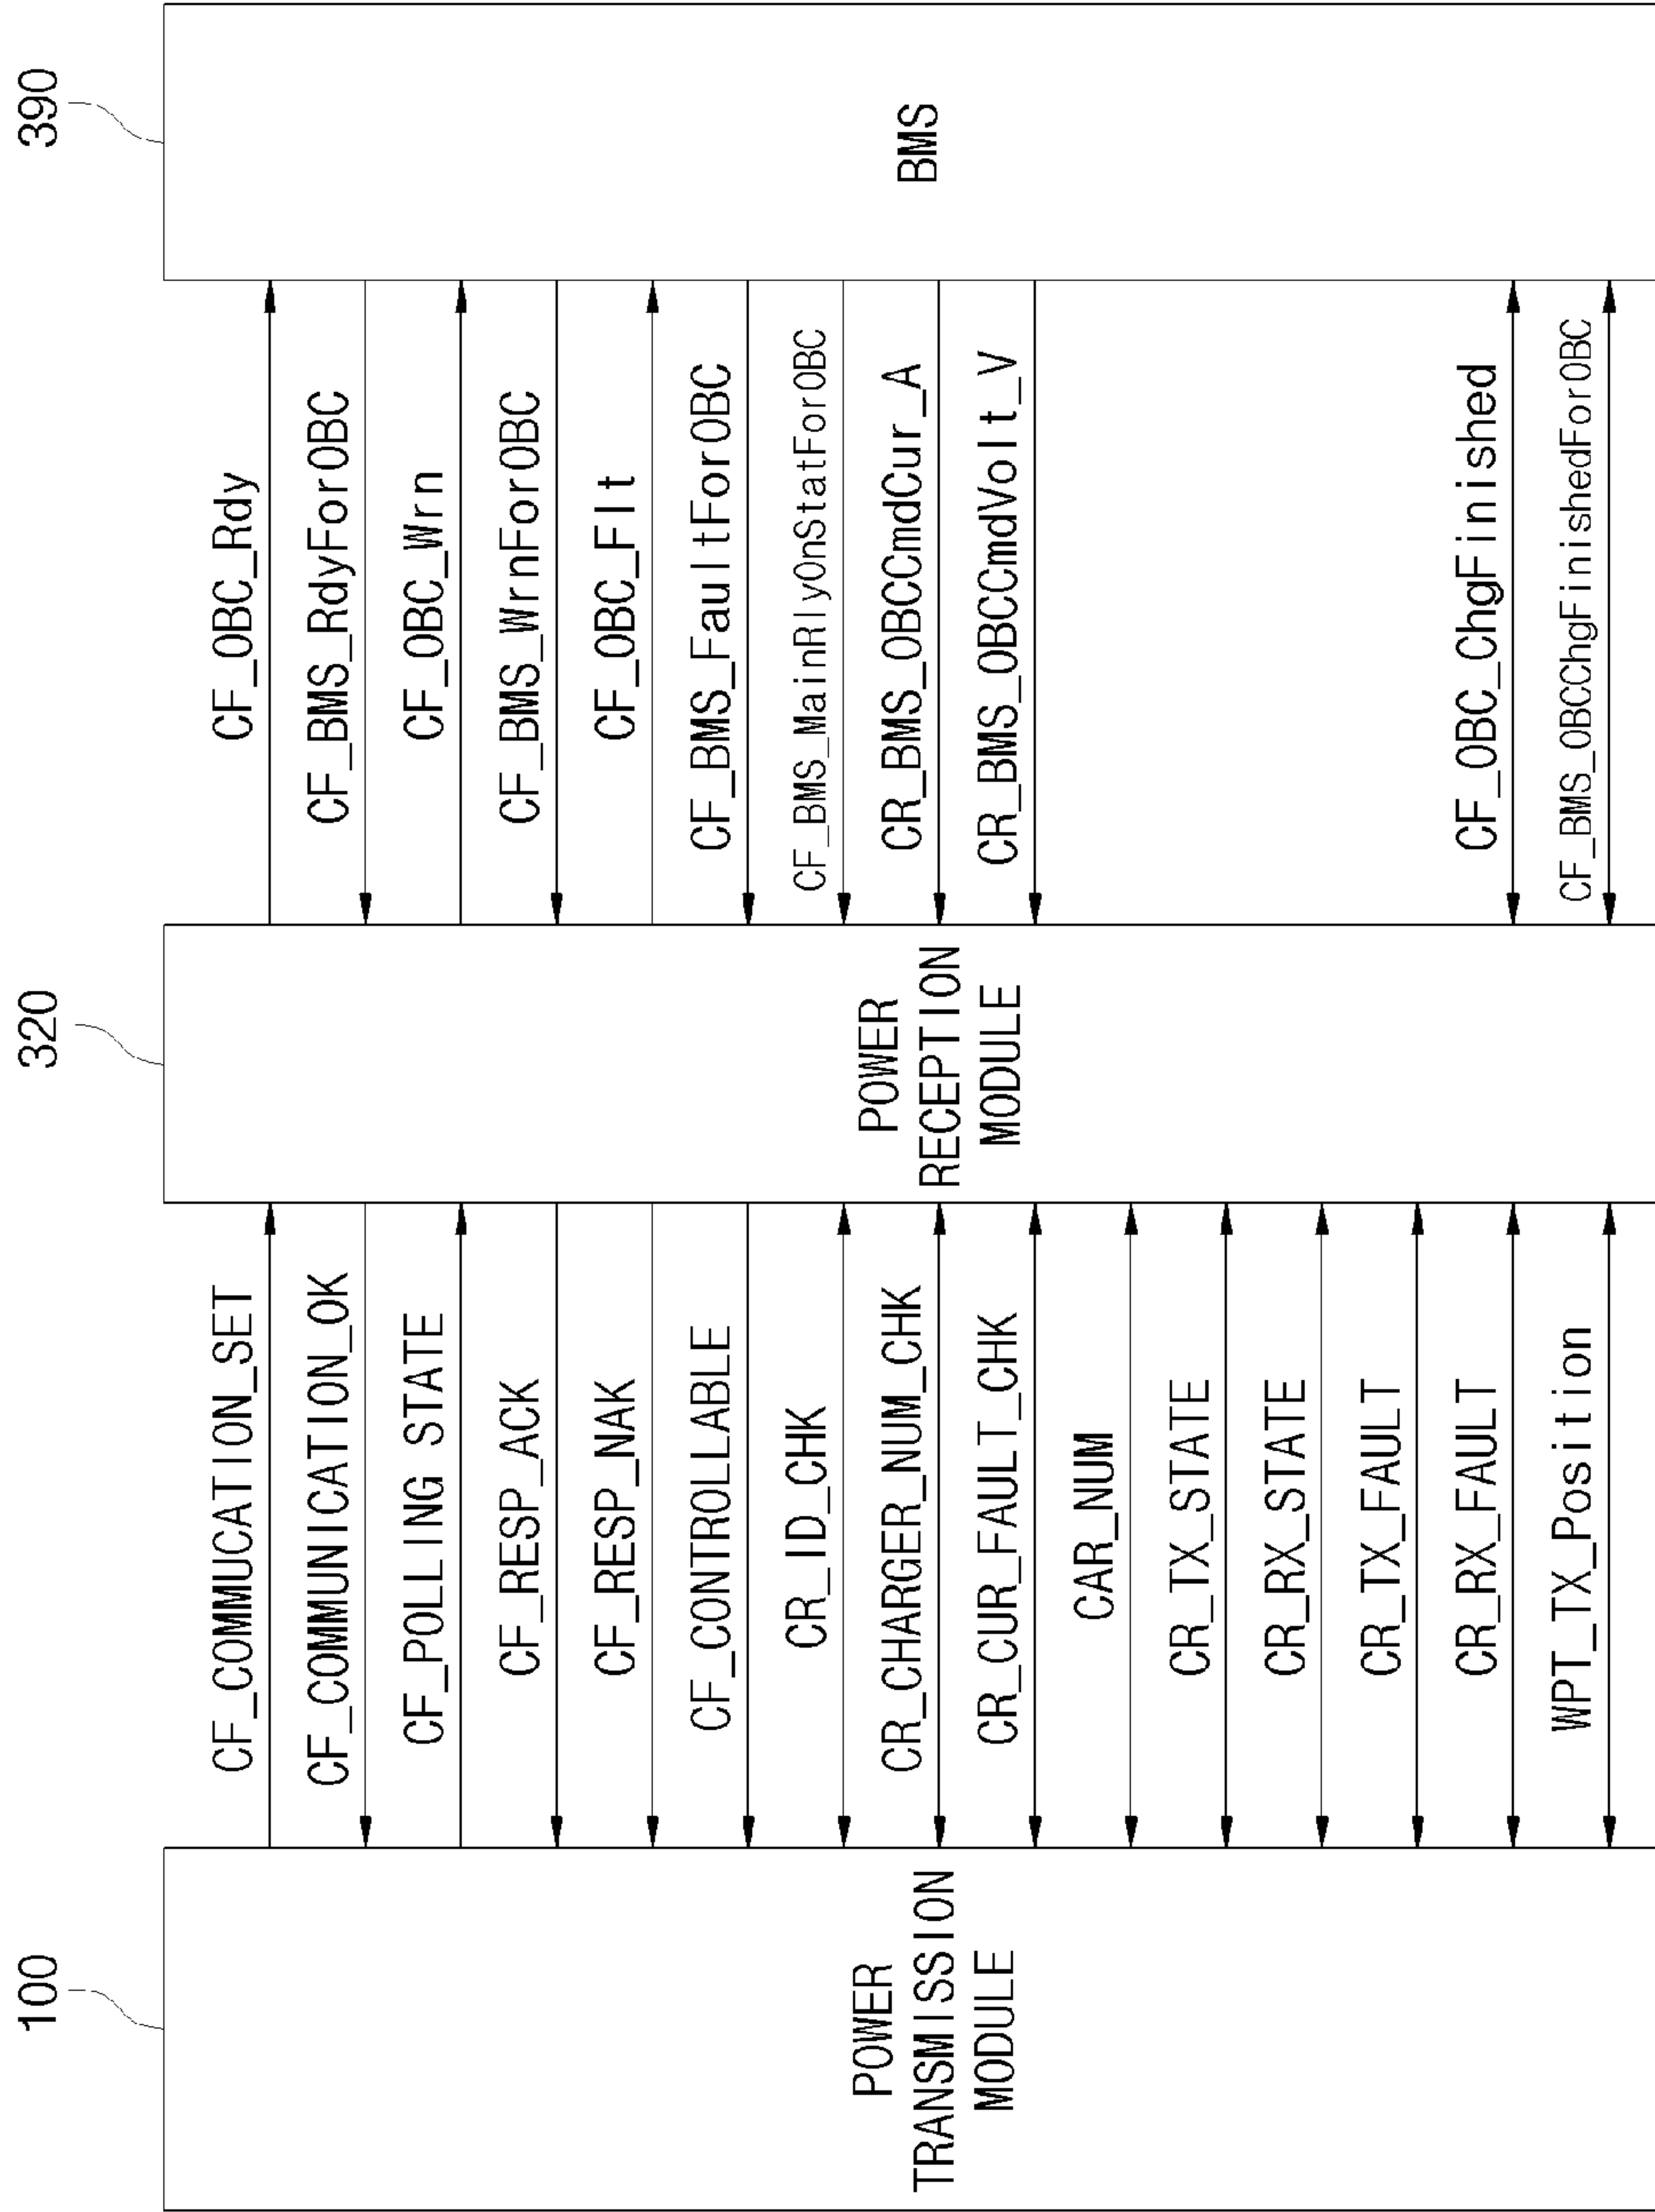 100
320
390
POWER
TRANSMISSION
MODULE
CF_COMMUCATION_SET
CF_COMMUNICATION_OK
CF_POLLING STATE
CF_RESP_ACK
CF_RESP_NAK
CF_CONTROLLABLE
CR_ID_CHK
CR_CHARGER_NUM_CHK
CR_CUR_FAULT_CHK
CAR_NUM
CR_TX_STATE
CR_RX_STATE
CR_TX_FAULT
CR_RX_FAULT
WPT_TX_Position
POWER
RECEPTION
MODULE
CF_OBC_Rdy
CF_BMS_RdyForOBC
CF_OBC_Wrn
CF_BMS_WrnForOBC
CF_OBC_Flt
CF_BMS_FaultForOBC
CF_BMS_MainRlyOnStatForOBC
CR_BMS_OBCCmdCur_A
CR_BMS_OBCCmdVolt_V
CF_OBC_ChgFinished
CF_BMS_OBCChgFinishedForOBC
BMS